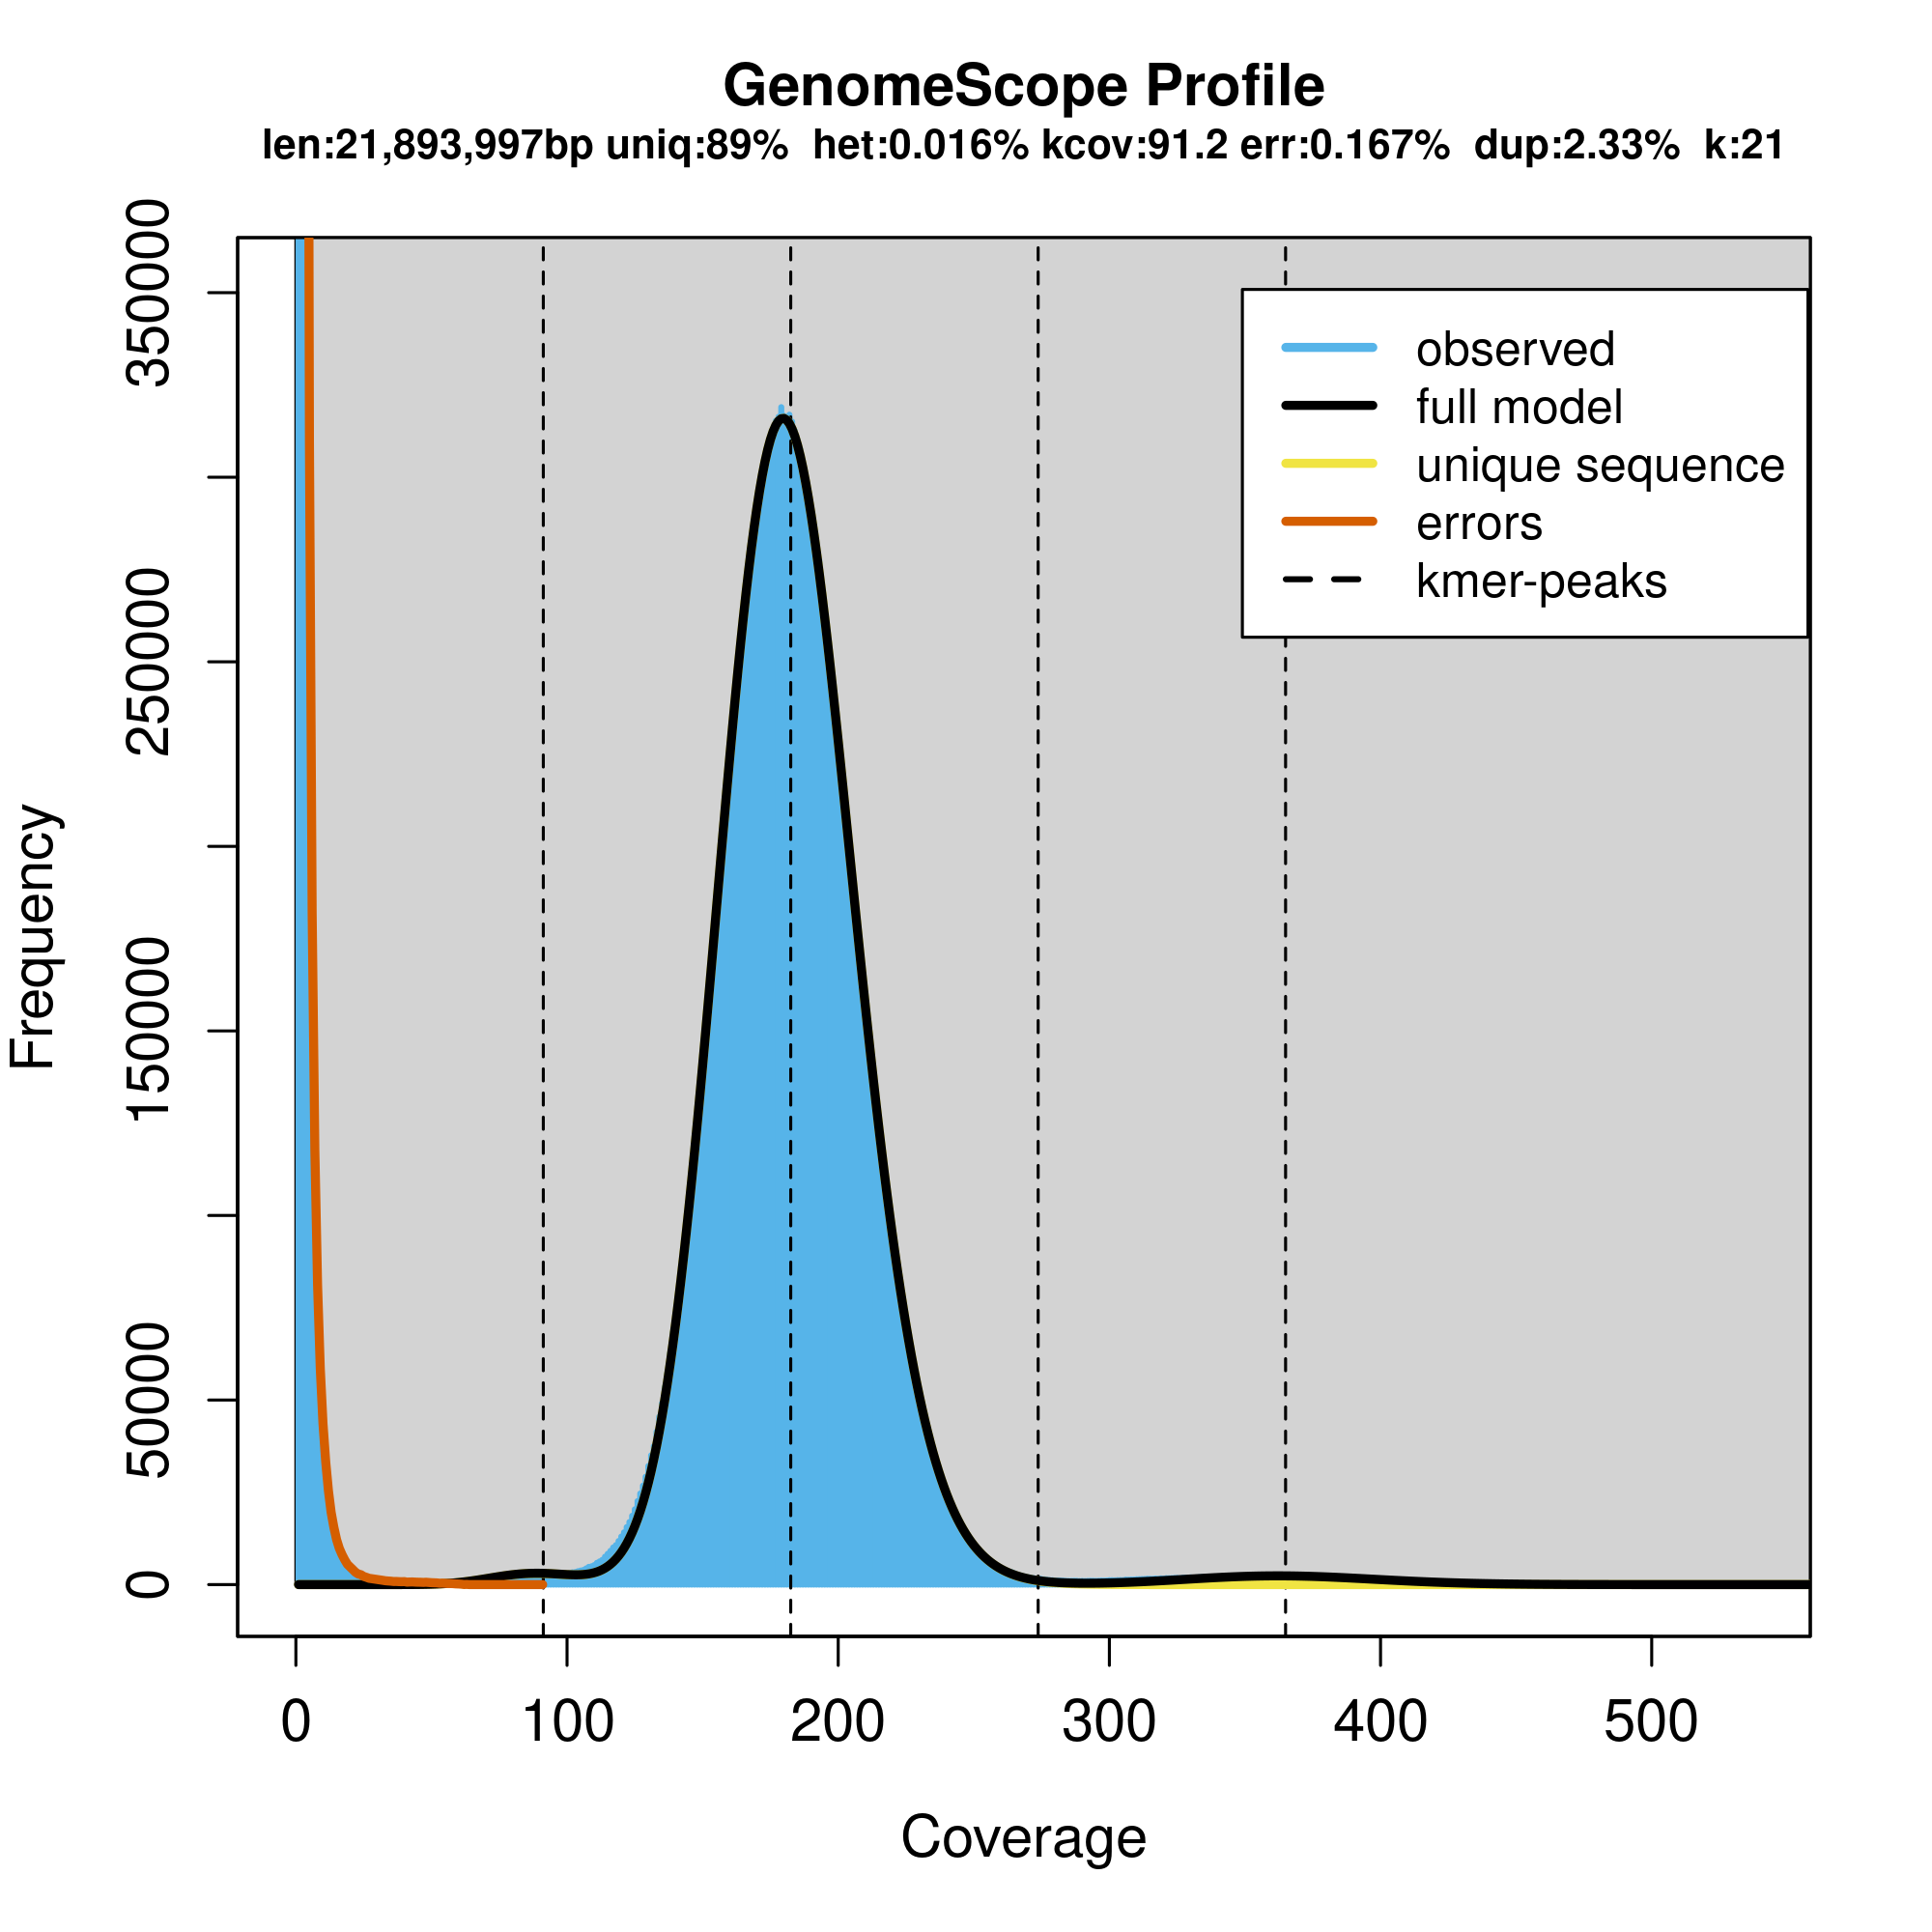 GenomeScope Profile
len:21,893,997bp uniq:89% het:0.016% kcov:91.2 err:0.167% dup:2.33% k:21
350000
250000
150000
50000
0
Frequency
observed
full model
unique sequence
errors
kmer-peaks
0 100 200 300 400 500
Coverage